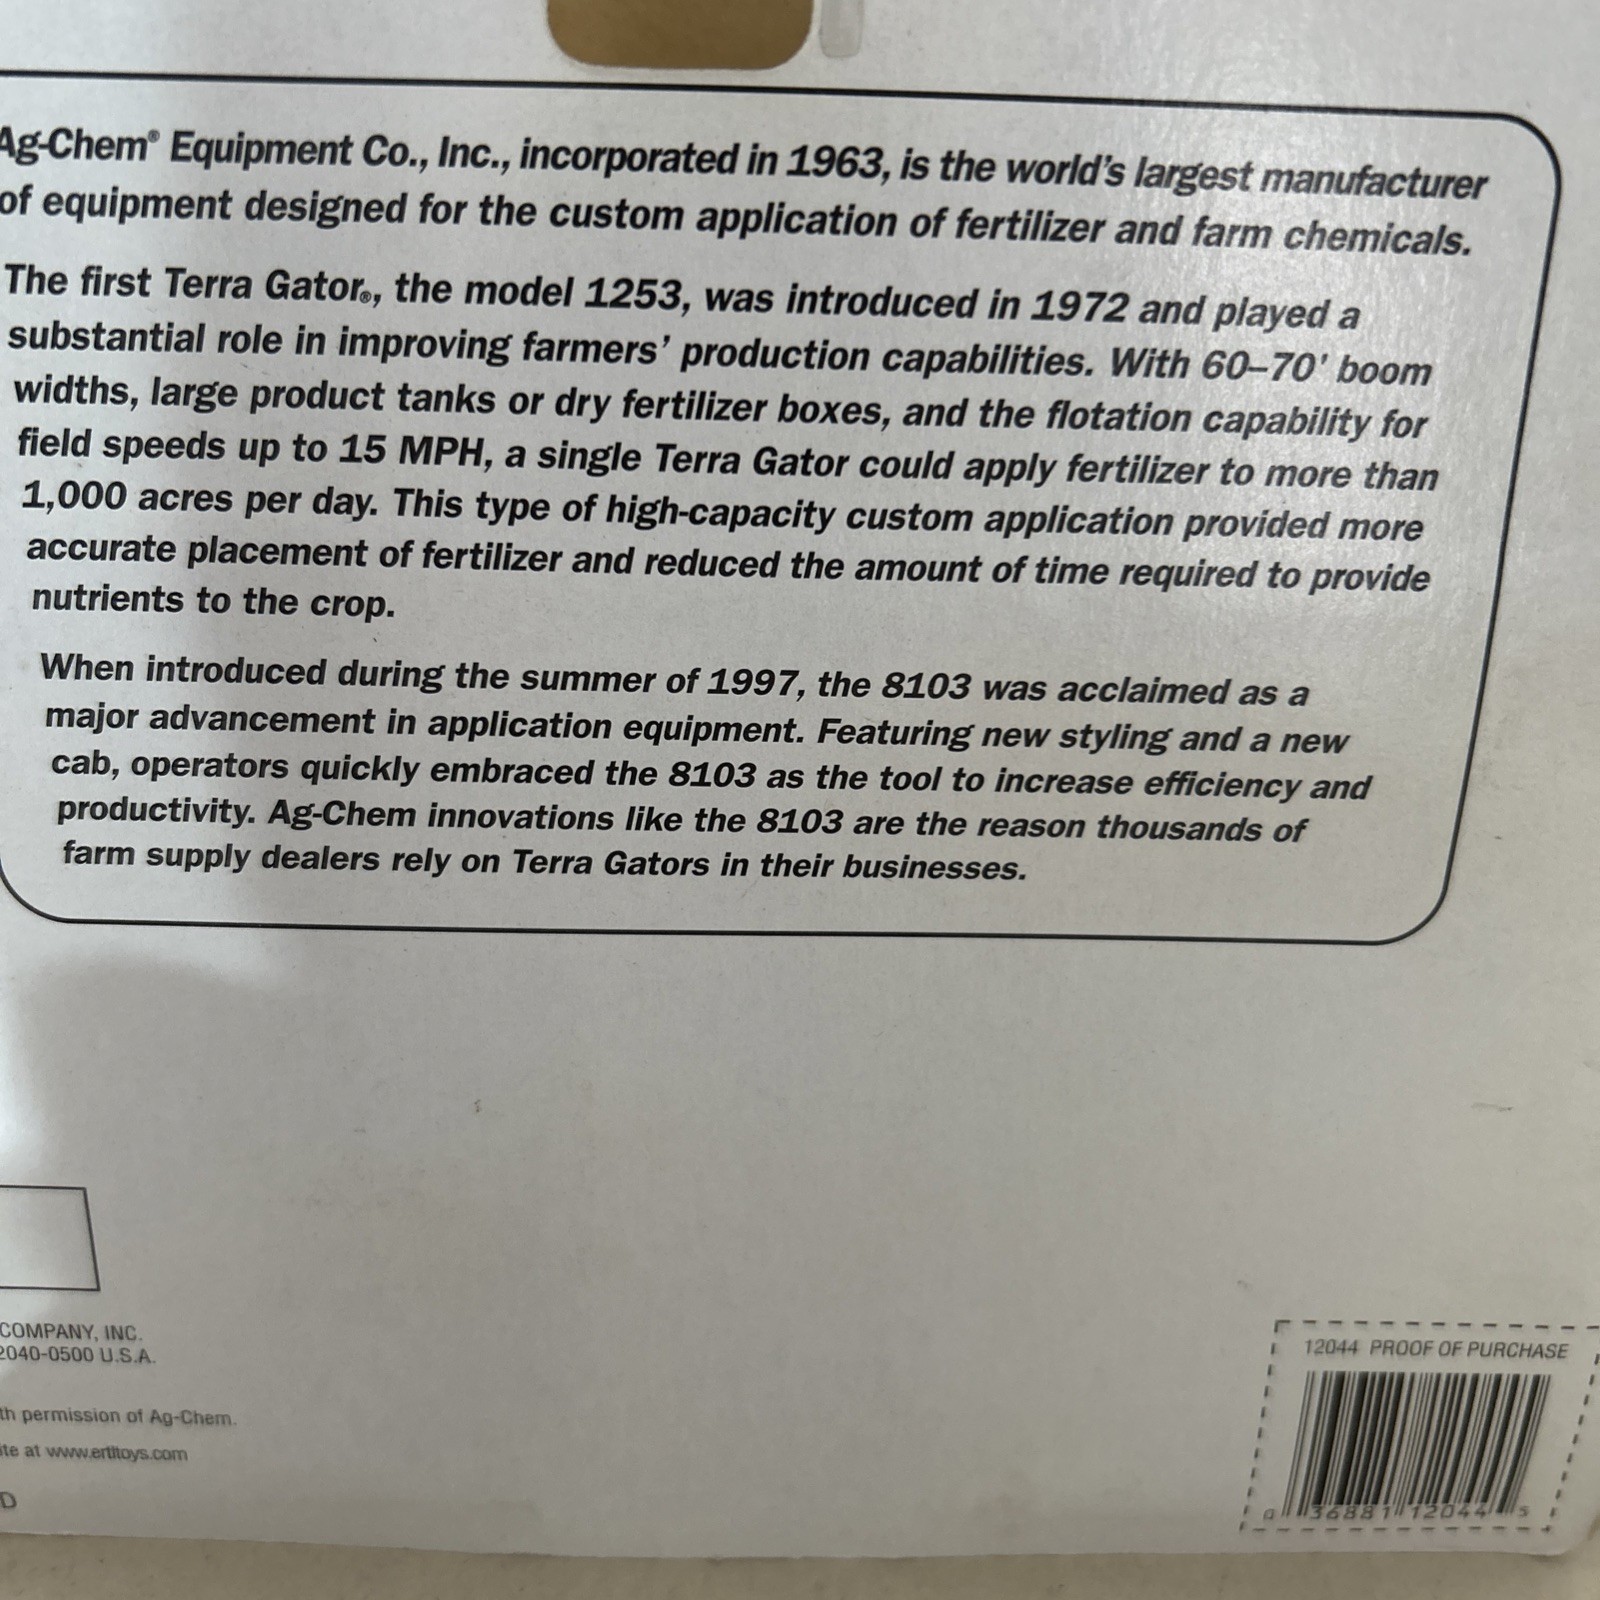 Ag-Chem® Equipment Co., Inc., incorporated in 1963, is the world's largest manufacturer
of equipment designed for the custom application of fertilizer and farm chemicals.
The first Terra Gator®, the model 1253, was introduced in 1972 and played a
substantial role in improving farmers' production capabilities. With 60–70' boom
widths, large product tanks or dry fertilizer boxes, and the flotation capability for
field speeds up to 15 MPH, a single Terra Gator could apply fertilizer to more than
1,000 acres per day. This type of high-capacity custom application provided more
accurate placement of fertilizer and reduced the amount of time required to provide
nutrients to the crop.
When introduced during the summer of 1997, the 8103 was acclaimed as a
major advancement in application equipment. Featuring new styling and a new
cab, operators quickly embraced the 8103 as the tool to increase efficiency and
productivity. Ag-Chem innovations like the 8103 are the reason thousands of
farm supply dealers rely on Terra Gators in their businesses.
COMPANY, INC.
2040-0500 U.S.A.
th permission of Ag-Chem.
ite at www.ertltoys.com
D
12044 PROOF OF PURCHASE
0 36881 12044 5